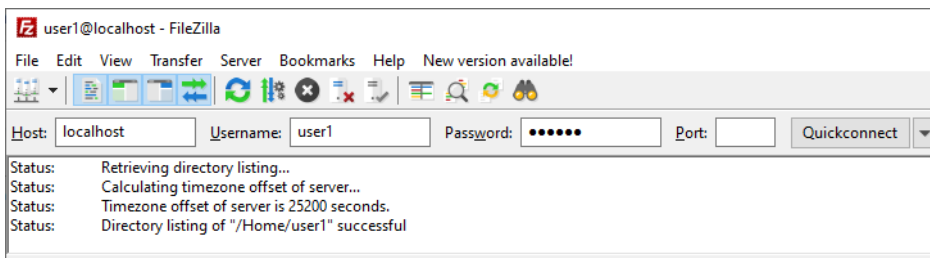 user1@localhost - FileZilla
File Edit View Transfer Server Bookmarks Help New version available!
Host: localhost Username: user1 Password: ●●●●●● Port: Quickconnect
Status: Retrieving directory listing...
Status: Calculating timezone offset of server...
Status: Timezone offset of server is 25200 seconds.
Status: Directory listing of "/Home/user1" successful